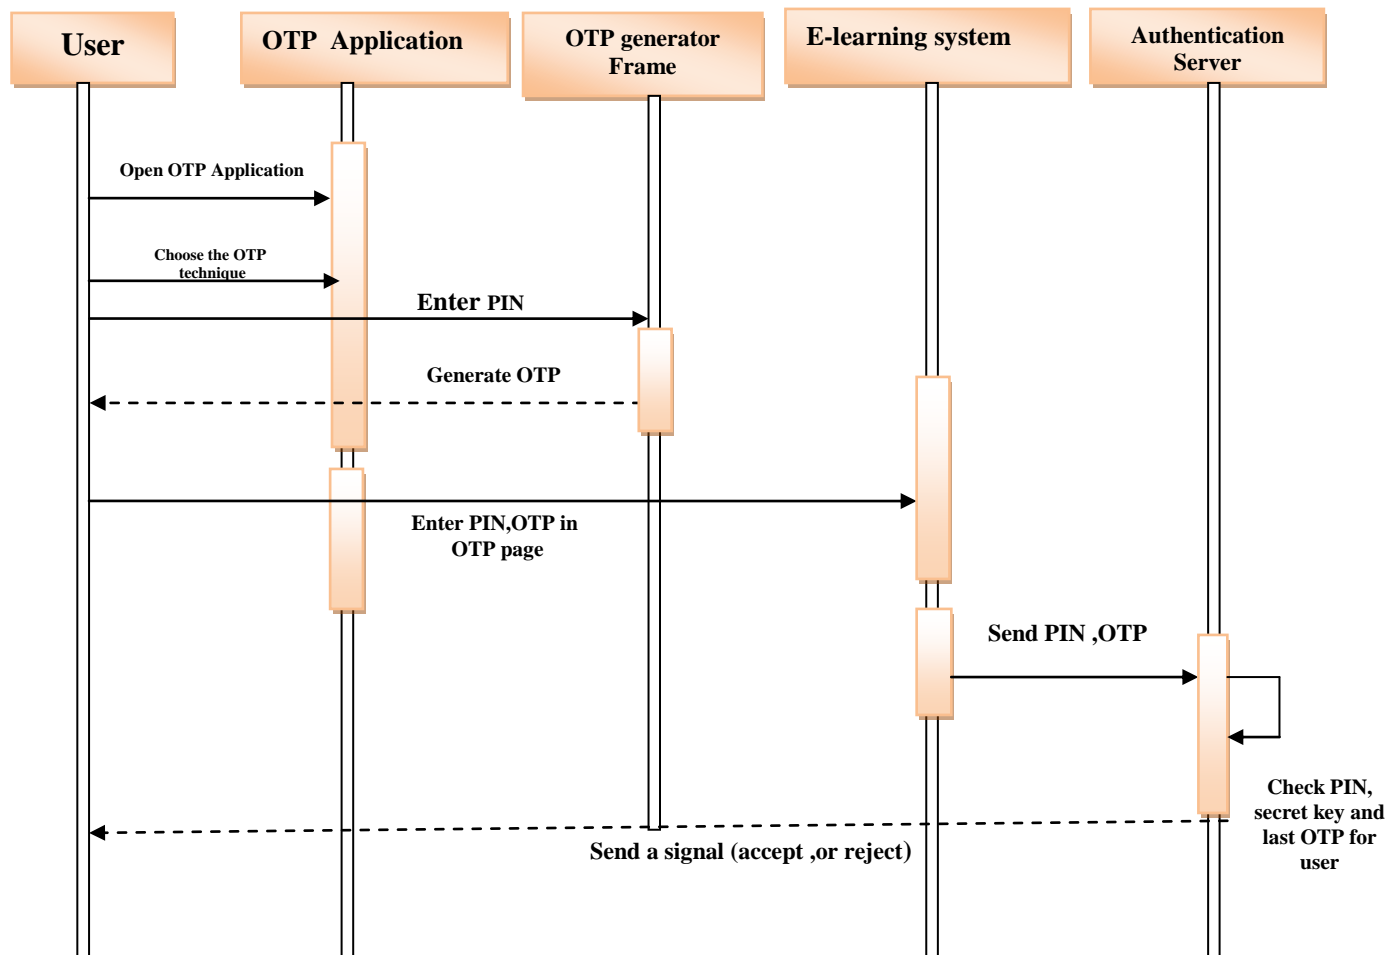 User
OTP Application
OTP generator
Frame
E-learning system
Authentication
Server
Open OTP Application
Choose the OTP
technique
Enter PIN
Generate OTP
Enter PIN,OTP in
OTP page
Send PIN ,OTP
Check PIN,
secret key and
last OTP for
user
Send a signal (accept ,or reject)